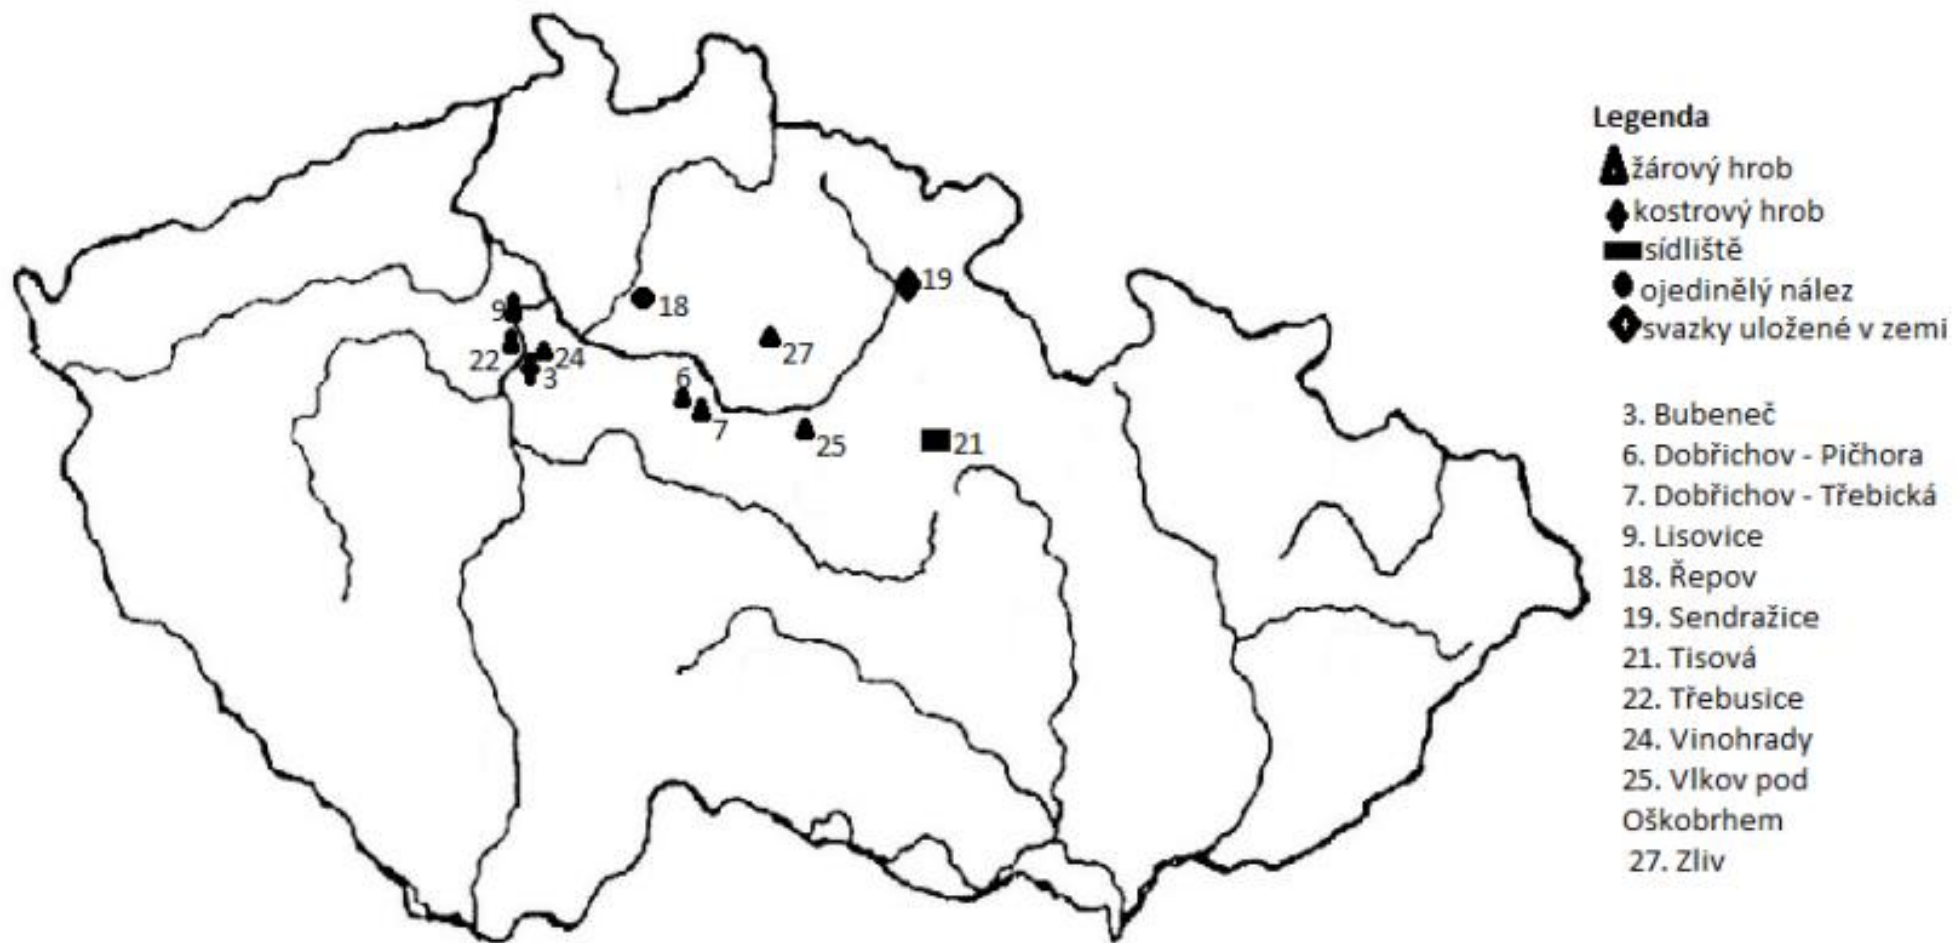 Legenda
žárový hrob
kostrový hrob
sídliště
ojedinělý nález
svazky uložené v zemi
3. Bubeneč
6. Dobřichov - Pičhora
7. Dobřichov - Třebická
9. Lisovice
18. Řepov
19. Sendražice
21. Tisová
22. Třebusice
24. Vinohrady
25. Vlkov pod
Oškobrhem
27. Zliv
19
9
18
22
24
27
3
6
7
25
21